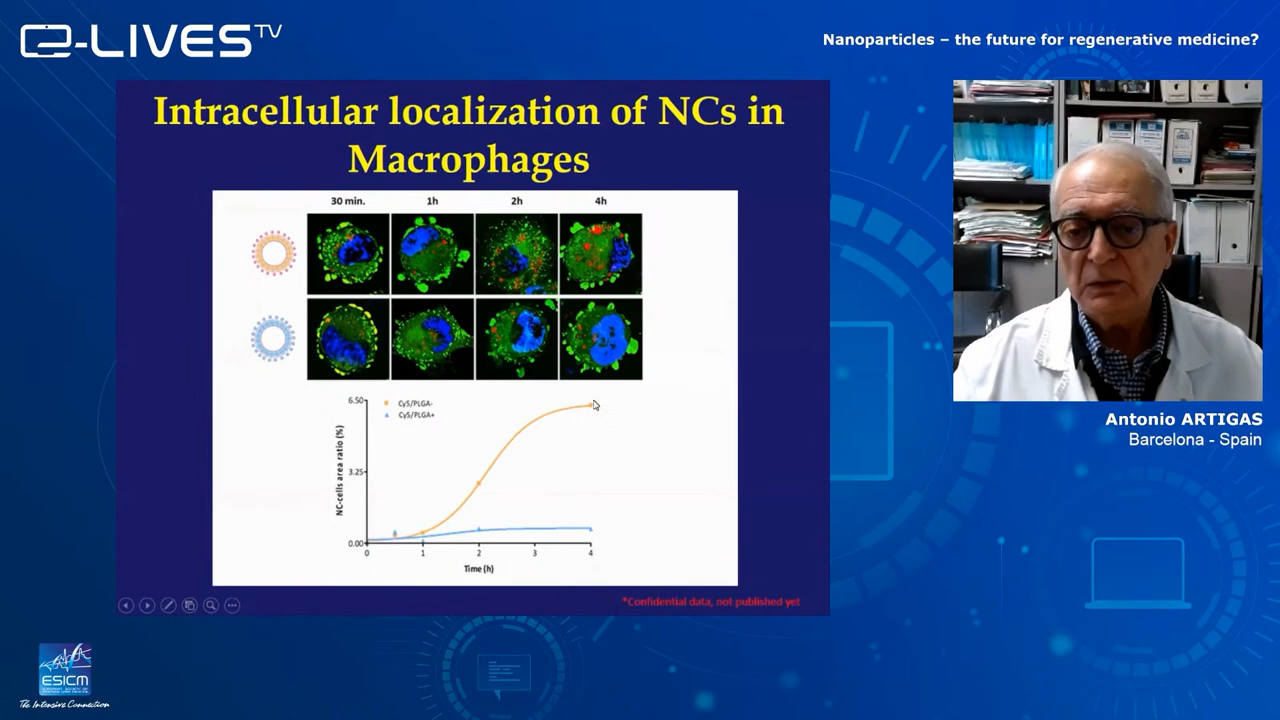 e-LIVES TV
Nanoparticles – the future for regenerative medicine?
Intracellular localization of NCs in
Macrophages
30 min.
1h
2h
4h
6.50
3.25
0.00
NC-cells area ratio (%)
Cy5/PLGA-
Cy5/PLGA+
0
1
2
3
4
Time (h)
*Confidential data, not published yet
Antonio ARTIGAS
Barcelona - Spain
ESICM
The Intensive Connection